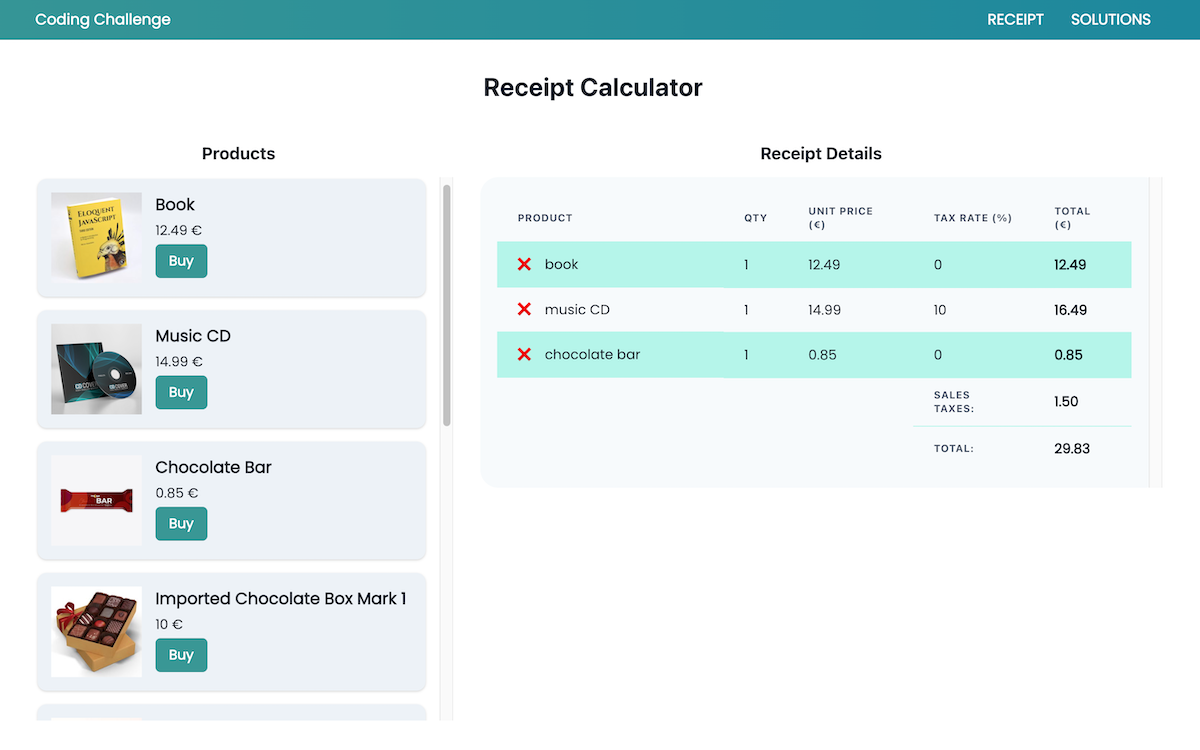 Coding Challenge
RECEIPT SOLUTIONS
Receipt Calculator
Products
ELOQUENT
JAVASCRIPT
Book
12.49 €
Buy
Music CD
14.99 €
Buy
BAR
Chocolate Bar
0.85 €
Buy
Imported Chocolate Box Mark 1
10 €
Buy
Receipt Details
PRODUCT QTY UNIT PRICE (€) TAX RATE (%) TOTAL (€)
❌ book 1 12.49 0 12.49
❌ music CD 1 14.99 10 16.49
❌ chocolate bar 1 0.85 0 0.85
SALES
TAXES: 1.50
TOTAL: 29.83